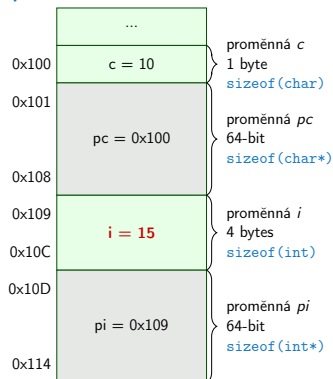 ...
0x100
c = 10
proměnná c
1 byte
sizeof(char)
0x101
pc = 0x100
0x108
proměnná pc
64-bit
sizeof(char*)
0x109
i = 15
0x10C
proměnná i
4 bytes
sizeof(int)
0x10D
pi = 0x109
0x114
proměnná pi
64-bit
sizeof(int*)